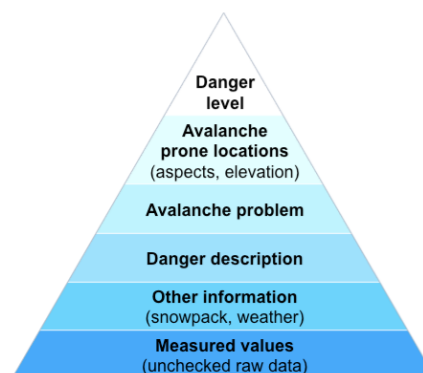 Danger
level
Avalanche
prone locations
(aspects, elevation)
Avalanche problem
Danger description
Other information
(snowpack, weather)
Measured values
(unchecked raw data)